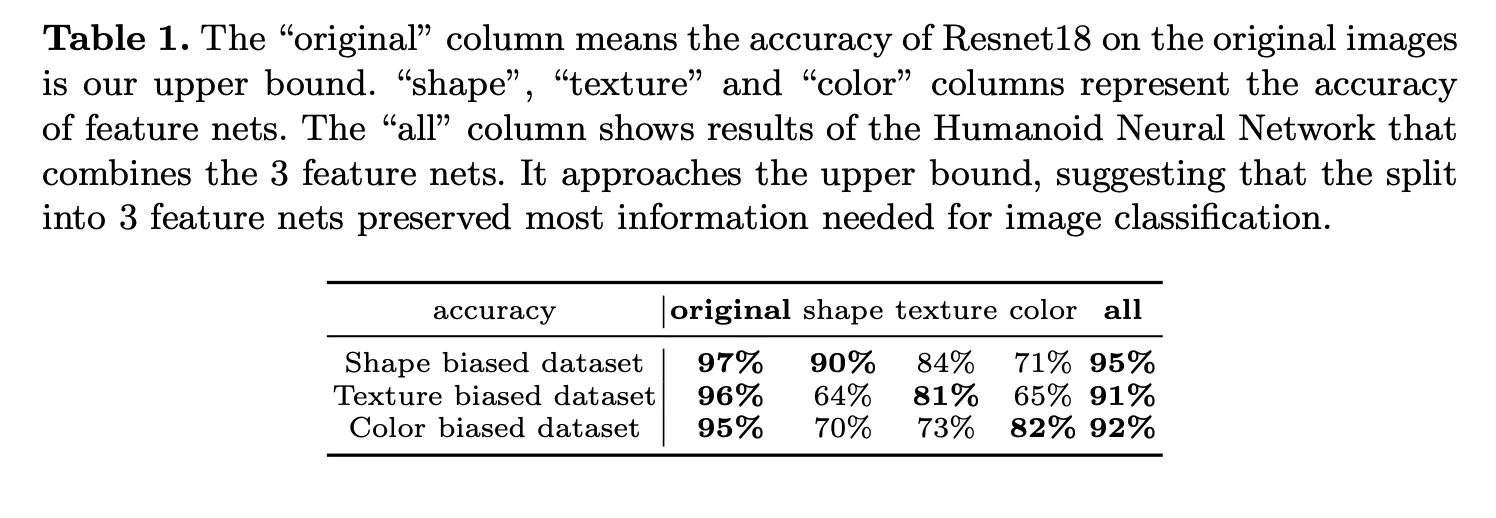 Table 1. The “original” column means the accuracy of Resnet18 on the original images
is our upper bound. “shape”, “texture” and “color” columns represent the accuracy
of feature nets. The “all” column shows results of the Humanoid Neural Network that
combines the 3 feature nets. It approaches the upper bound, suggesting that the split
into 3 feature nets preserved most information needed for image classification.
accuracy original shape texture color all
Shape biased dataset 97% 90% 84% 71% 95%
Texture biased dataset 96% 64% 81% 65% 91%
Color biased dataset 95% 70% 73% 82% 92%